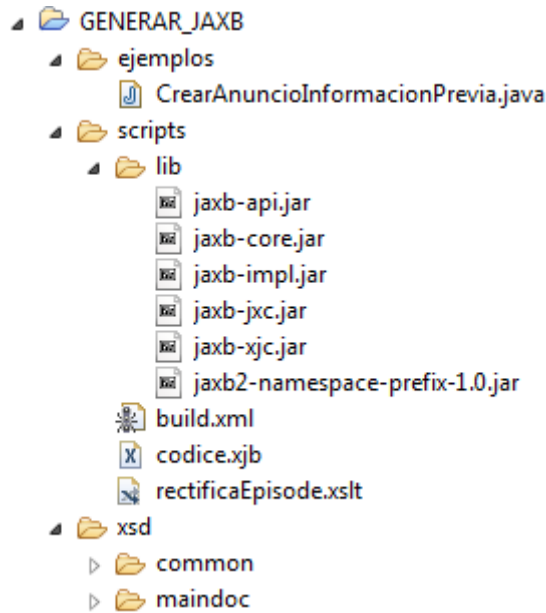 GENERAR_JAXB
ejemplos
CrearAnuncioInformacionPrevia.java
scripts
lib
jaxb-api.jar
jaxb-core.jar
jaxb-impl.jar
jaxb-jxc.jar
jaxb-xjc.jar
jaxb2-namespace-prefix-1.0.jar
build.xml
codice.xjb
rectificaEpisode.xslt
xsd
common
maindoc